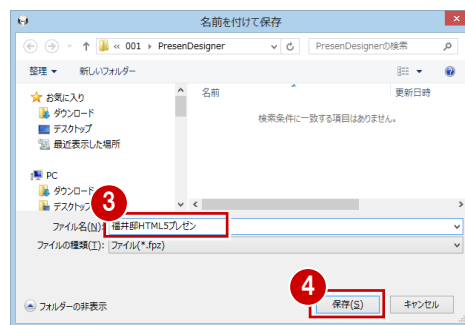 名前を付けて保存
« 001 ▸ PresenDesigner
PresenDesignerの検索
整理 ▼ 新しいフォルダー
お気に入り
ダウンロード
デスクトップ
最近表示した場所
PC
ダウンロード
デスクトップ
名前 更新日時
検索条件に一致する項目はありません。
3
ファイル名(N): 福井邸HTML5プレゼン
ファイルの種類(T): ファイル(*.fpz)
4
フォルダーの非表示
保存(S) キャンセル